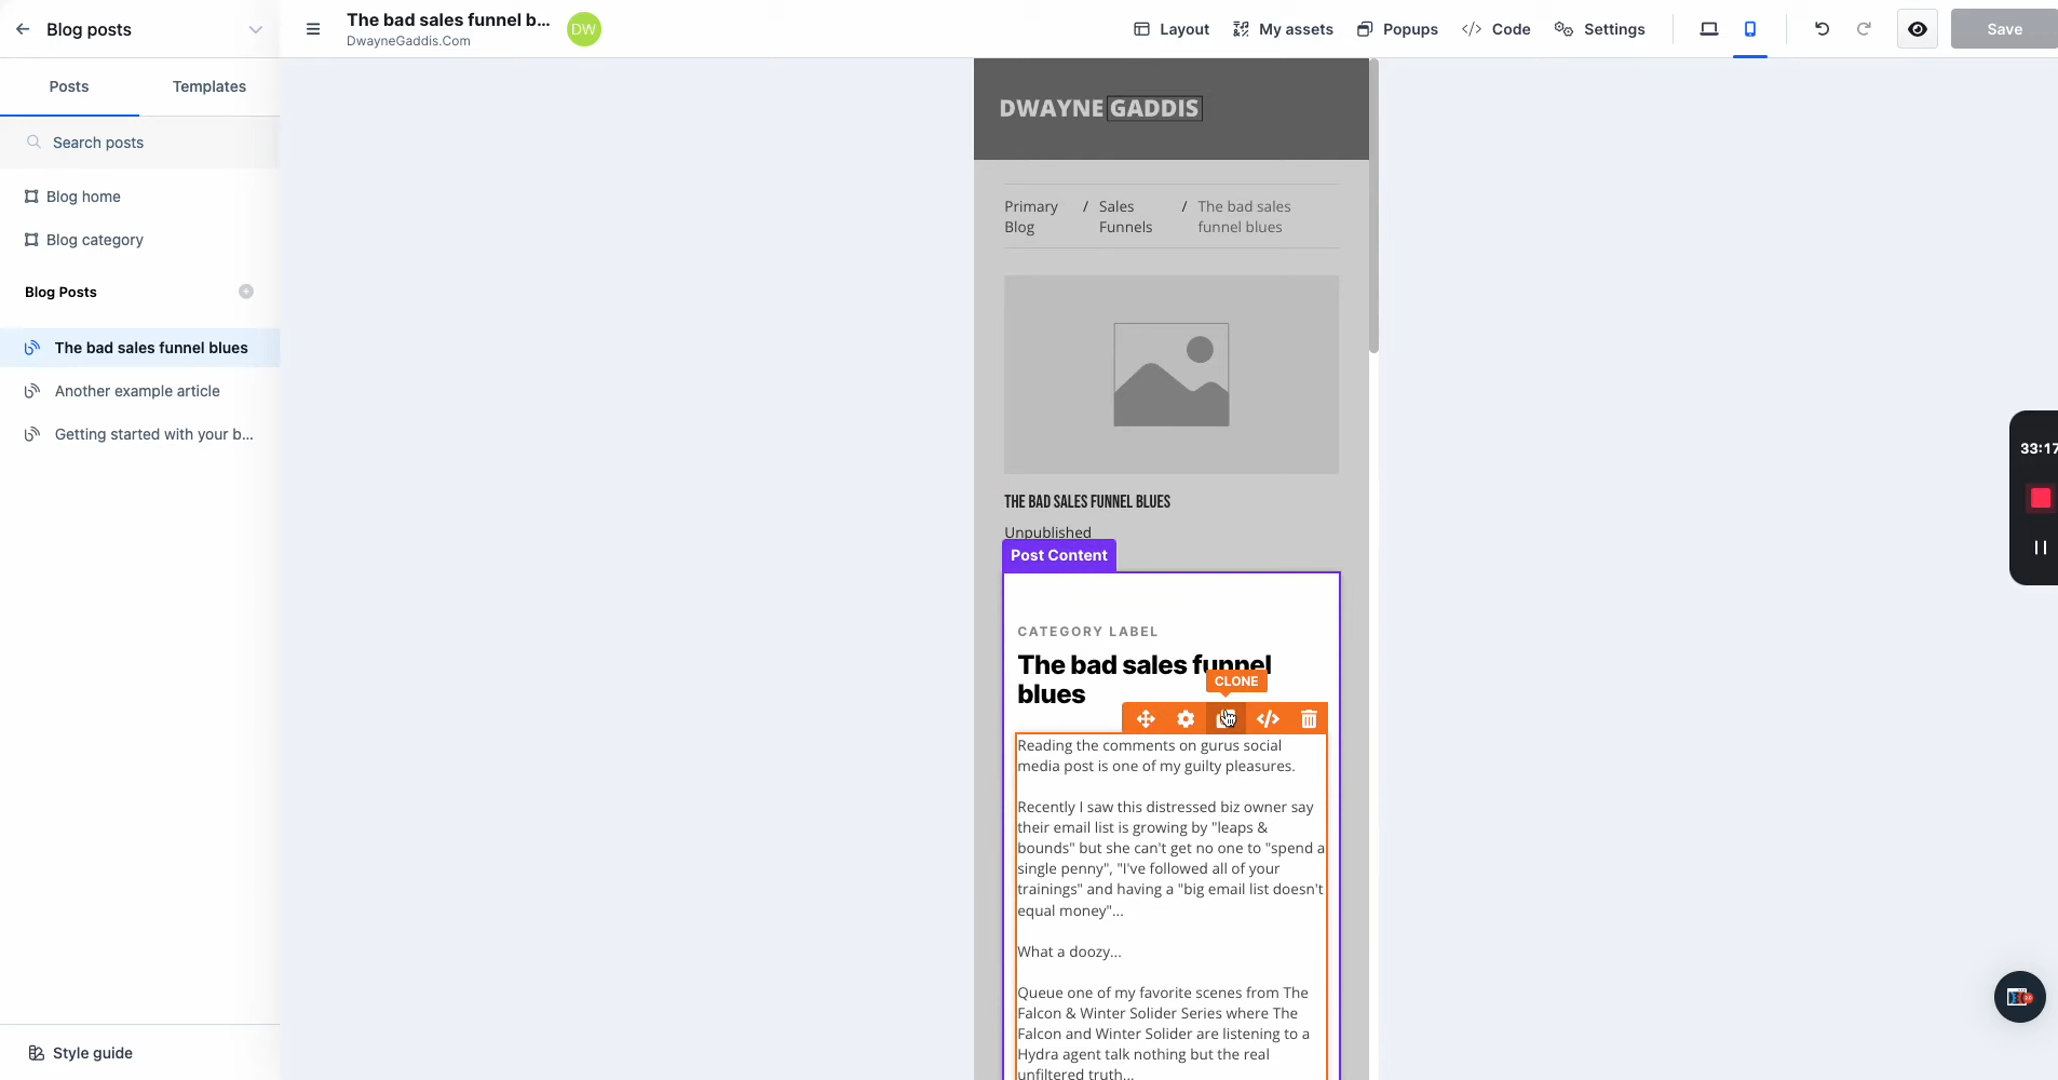 Blog posts
The bad sales funnel b...
DwayneGaddis.Com
DW
Layout
My assets
Popups
Code
Settings
Save
Posts
Templates
Search posts
Blog home
Blog category
Blog Posts
The bad sales funnel blues
Another example article
Getting started with your b...
Style guide
DWAYNE GADDIS
Primary
Blog
/
Sales
Funnels
/
The bad sales
funnel blues
THE BAD SALES FUNNEL BLUES
Unpublished
Post Content
CATEGORY LABEL
The bad sales funnel
blues
CLONE
Reading the comments on gurus social
media post is one of my guilty pleasures.
Recently I saw this distressed biz owner say
their email list is growing by "leaps &
bounds" but she can't get no one to "spend a
single penny", "I've followed all of your
trainings" and having a "big email list doesn't
equal money"...
What a doozy...
Queue one of my favorite scenes from The
Falcon & Winter Solider Series where The
Falcon and Winter Solider are listening to a
Hydra agent talk nothing but the real
unfiltered truth...
33:17